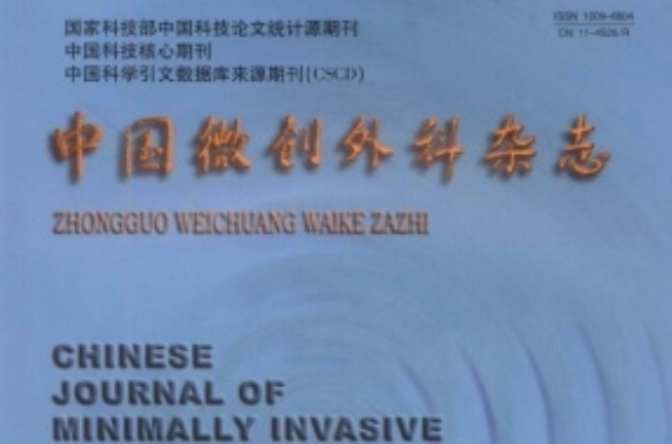 国家科技部中国科技论文统计源期刊
中国科技核心期刊
中国科学引文数据库来源期刊(CSCD)
ISSN 1009-6604
CN 11-4526/R
中国微创外科杂志
ZHONGGUO WEICHUANG WAIKE ZAZHI
CHINESE
JOURNAL OF
MINIMALLY INVASIVE